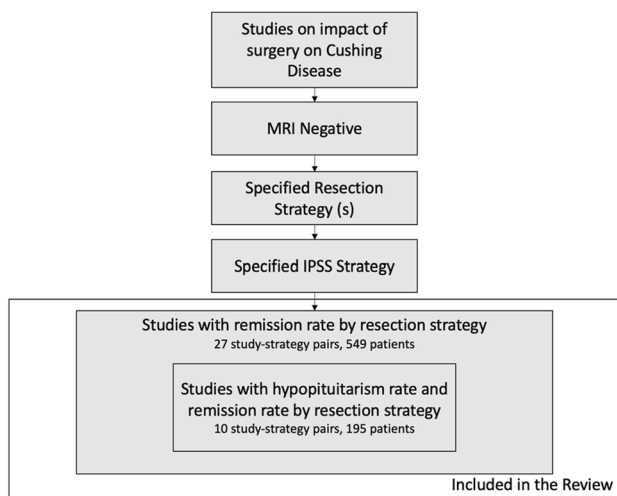 Studies on impact of
surgery on Cushing
Disease
MRI Negative
Specified Resection
Strategy (s)
Specified IPSS Strategy
Studies with remission rate by resection strategy
27 study-strategy pairs, 549 patients
Studies with hypopituitarism rate and
remission rate by resection strategy
10 study-strategy pairs, 195 patients
Included in the Review